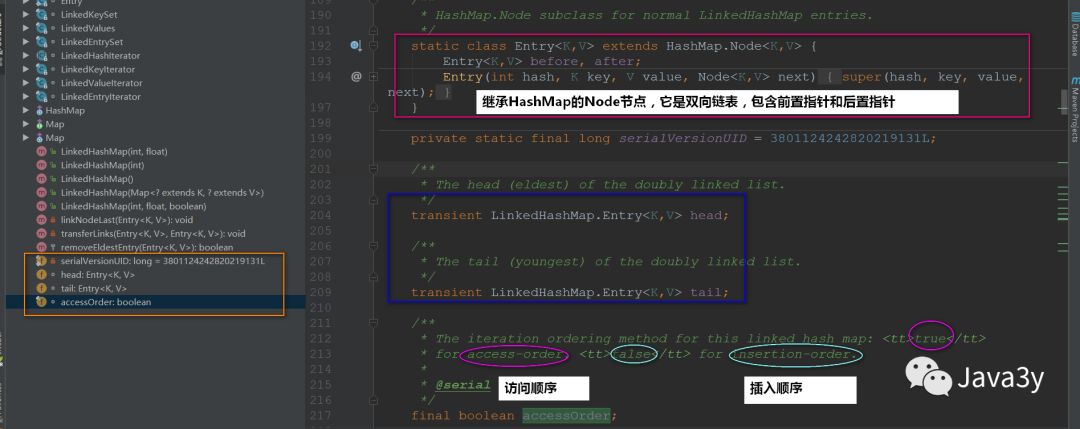 Entry
LinkedKeySet
LinkedValues
LinkedEntrySet
LinkedHashIterator
LinkedKeyIterator
LinkedValueIterator
LinkedEntryIterator
HashMap
Map
Map
LinkedHashMap(int, float)
LinkedHashMap(int)
LinkedHashMap()
LinkedHashMap(Map<? extends K, ? extends V>)
LinkedHashMap(int, float, boolean)
linkNodeLast(Entry<K, V>): void
transferLinks(Entry<K, V>, Entry<K, V>): void
removeEldestEntry(Entry<K, V>): boolean
serialVersionUID: long = 3801124242820219131L
head: Entry<K, V>
tail: Entry<K, V>
accessOrder: boolean
/**
190 * HashMap.Node subclass for normal LinkedHashMap entries.
191 */
192 static class Entry<K,V> extends HashMap.Node<K,V> {
193 Entry<K,V> before, after;
194 Entry(int hash, K key, V value, Node<K,V> next) { super(hash, key, value,
next); }
继承HashMap的Node节点，它是双向链表，包含前置指针和后置指针
197 }
199 private static final long serialVersionUID = 3801124242820219131L;
200
201 /**
202 * The head (eldest) of the doubly linked list.
203 */
204 transient LinkedHashMap.Entry<K,V> head;
205
206 /**
207 * The tail (youngest) of the doubly linked list.
208 */
209 transient LinkedHashMap.Entry<K,V> tail;
210
211 /**
212 * The iteration ordering method for this linked hash map: <tt>true</tt>
213 * for access-order, <tt>false</tt> for insertion-order.
214 *
215 * @serial
访问顺序
插入顺序
216 */
217 final boolean accessOrder;
Database
Maven Projects
Java3y